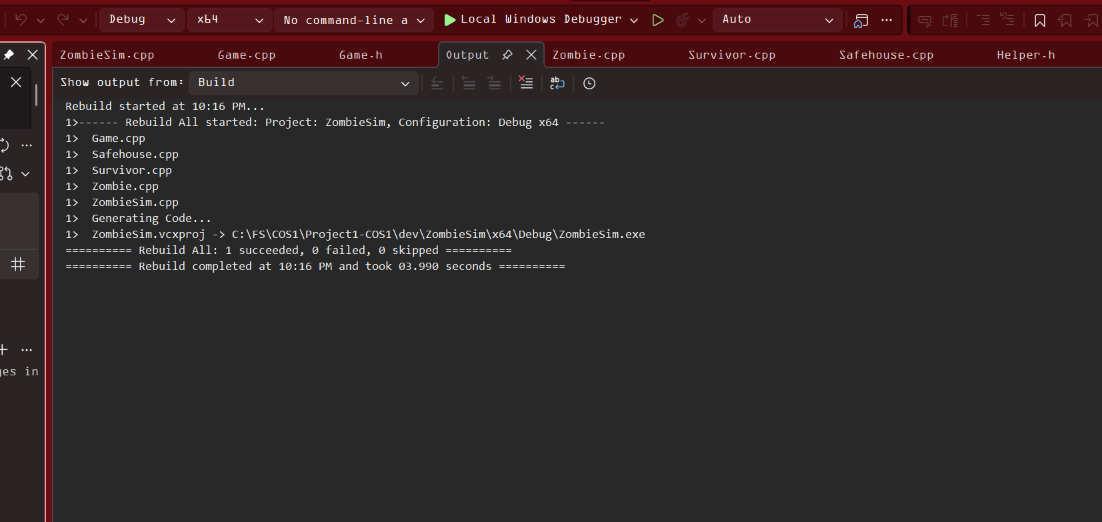 Debug x64 No command-line a Local Windows Debugger Auto
ZombieSim.cpp Game.cpp Game.h Output Zombie.cpp Survivor.cpp Safehouse.cpp Helper.h
Show output from: Build
Rebuild started at 10:16 PM...
1>------ Rebuild All started: Project: ZombieSim, Configuration: Debug x64 ------
1> Game.cpp
1> Safehouse.cpp
1> Survivor.cpp
1> Zombie.cpp
1> ZombieSim.cpp
1> Generating Code...
1> ZombieSim.vcxproj -> C:\FS\COS1\Project1-COS1\dev\ZombieSim\x64\Debug\ZombieSim.exe
========== Rebuild All: 1 succeeded, 0 failed, 0 skipped ==========
========== Rebuild completed at 10:16 PM and took 03.990 seconds ==========
ges in